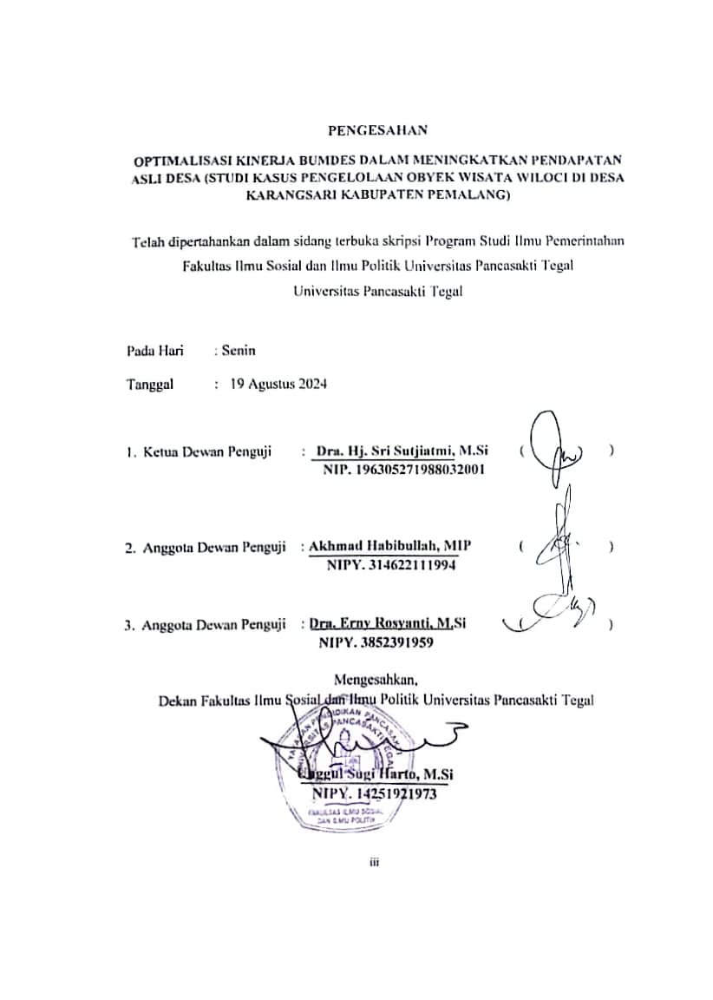 PENGESAHAN
OPTIMALISASI KINERJA BUMDES DALAM MENINGKATKAN PENDAPATAN
ASLI DESA (STUDI KASUS PENGELOLAAN OBYEK WISATA WILOCI DI DESA
KARANGSARI KABUPATEN PEMALANG)
Telah dipertahankan dalam sidang terbuka skripsi Program Studi Ilmu Pemerintahan
Fakultas Ilmu Sosial dan Ilmu Politik Universitas Pancasakti Tegal
Universitas Pancasakti Tegal
Pada Hari : Senin
Tanggal : 19 Agustus 2024
1. Ketua Dewan Penguji : Dra. Hj. Sri Sutjiatmi, M.Si ( )
NIP. 196305271988032001
2. Anggota Dewan Penguji : Akhmad Habibullah, MIP ( )
NIPY. 314622111994
3. Anggota Dewan Penguji : Dra. Erny Rosyanti, M.Si ( )
NIPY. 3852391959
Mengesahkan,
Dekan Fakultas Ilmu Sosial dan Ilmu Politik Universitas Pancasakti Tegal
YAYASAN PENDIDIKAN PANCASAKTI
UNIVERSITAS PANCASAKTI TEGAL
Unggul Sugi Harto, M.Si
NIPY. 14251921973
FAKULTAS ILMU SOSIAL
DAN ILMU POLITIK
iii